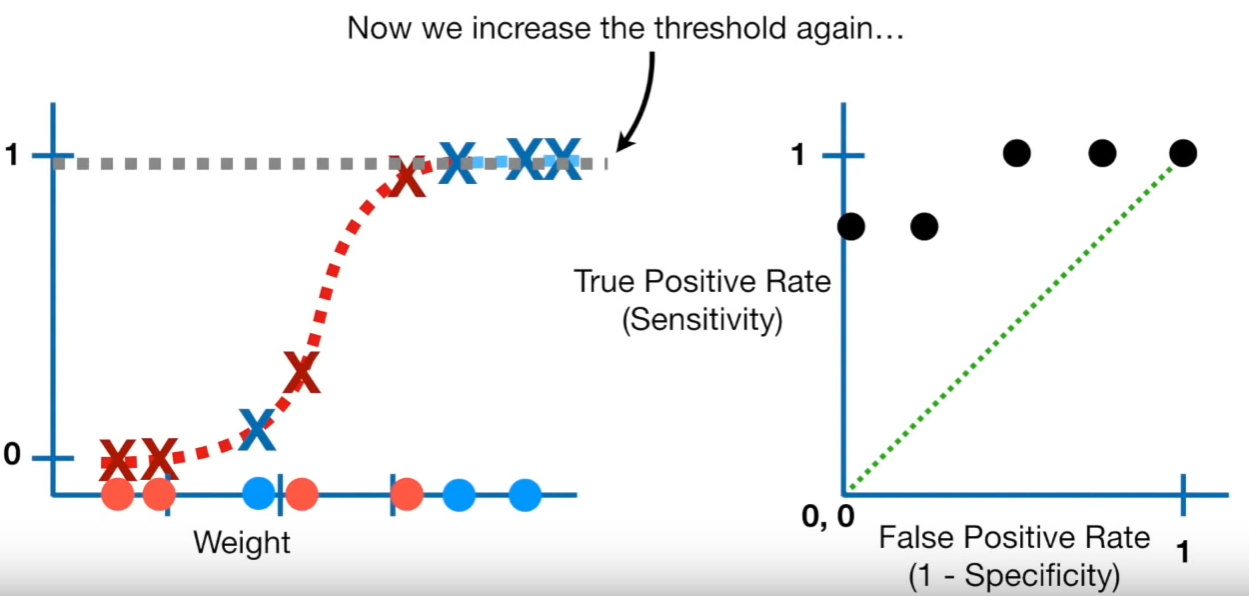 Now we increase the threshold again...
1
0
Weight
1
True Positive Rate
(Sensitivity)
0, 0
False Positive Rate
(1 - Specificity)
1